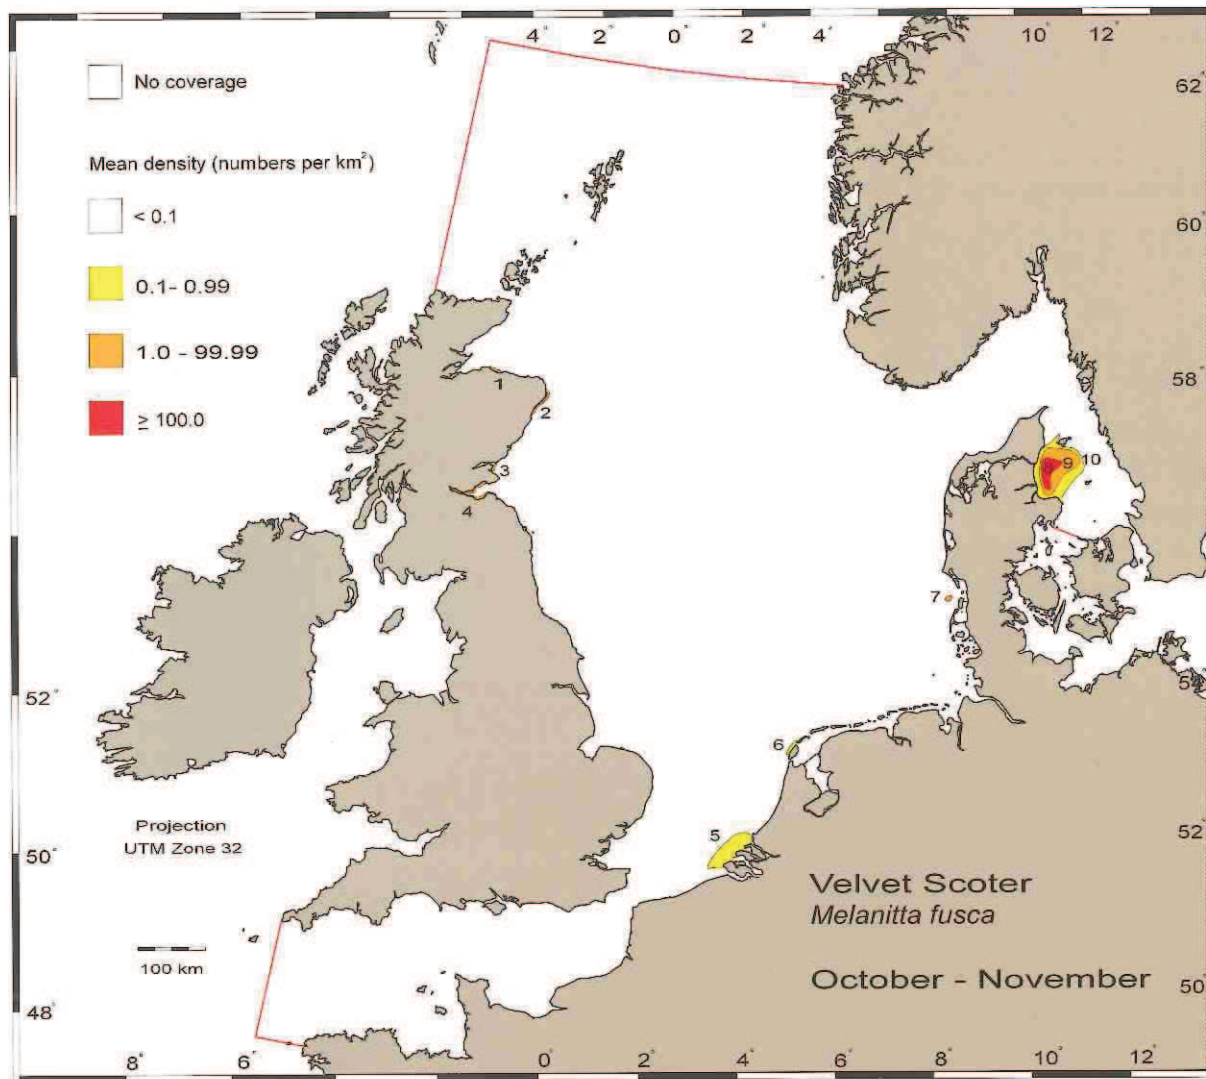 4° 2° 0° 2° 4° 10° 12°
No coverage
62°
Mean density (numbers per km²)
< 0.1
60°
0.1- 0.99
1.0 - 99.99
58°
≥ 100.0
1
2
3
4
8 9 10
7
52°
6
5
52°
Projection
UTM Zone 32
50°
Velvet Scoter
Melanitta fusca
100 km
October - November
50°
48°
8° 6° 0° 2° 4° 6° 8° 10° 12°